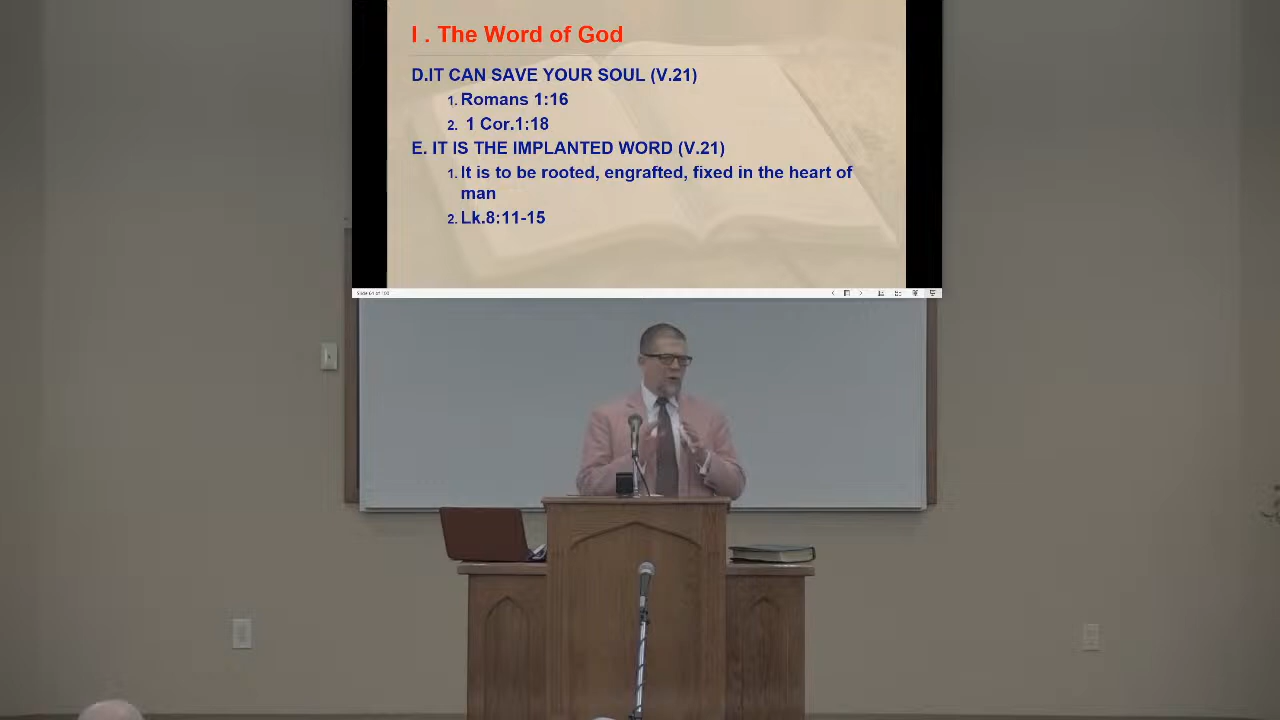 I . The Word of God
D.IT CAN SAVE YOUR SOUL (V.21)
1. Romans 1:16
2. 1 Cor.1:18
E. IT IS THE IMPLANTED WORD (V.21)
1. It is to be rooted, engrafted, fixed in the heart of
man
2. Lk.8:11-15